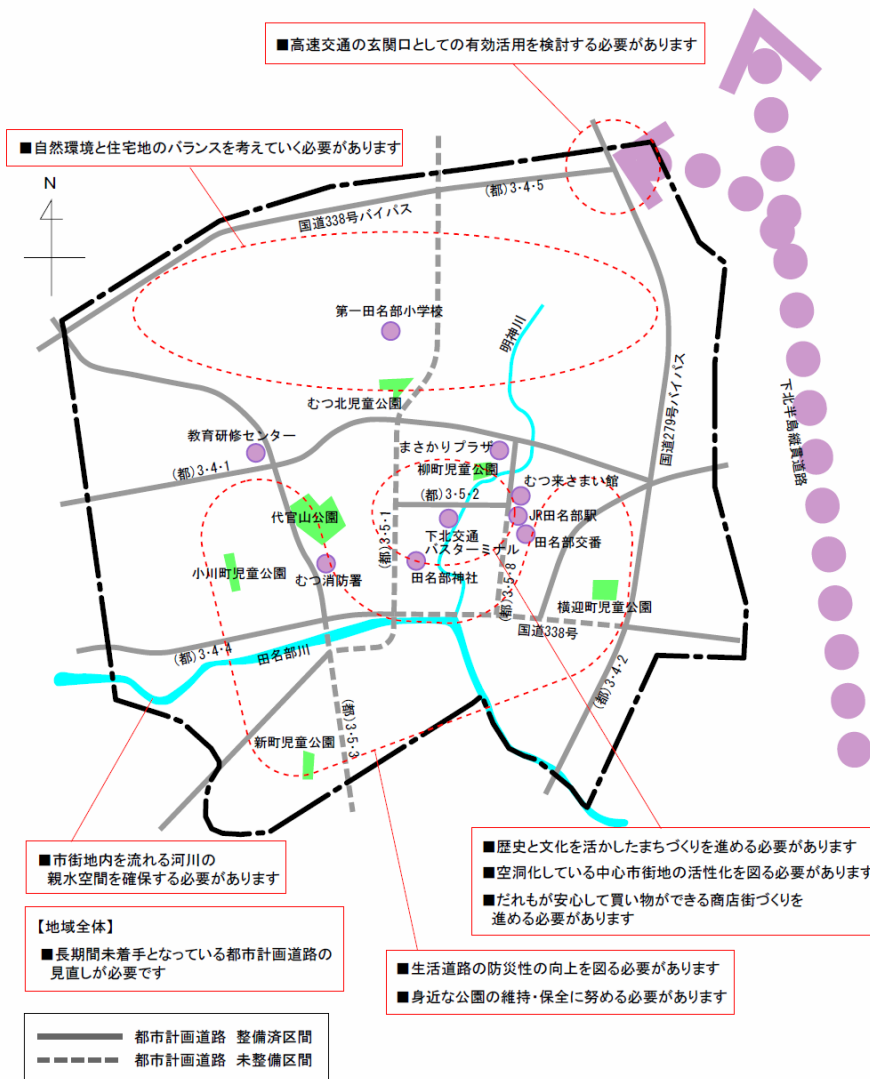 ■高速交通の玄関口としての有効活用を検討する必要があります
■自然環境と住宅地のバランスを考えていく必要があります
N
(都)3・4・5
国道338号バイパス
第一田名部小学校
明神川
むつ北児童公園
国道279号バイパス
下北半島縦貫道路
教育研修センター
まさかりプラザ
柳町児童公園
(都)3・4・1
むつ来さまい館
(都)3・5・2
代官山公園
JR田名部駅
下北交通
バスターミナル
田名部交番
(都)3・5・1
小川町児童公園
むつ消防署
田名部神社
(都)3・5・8
横迎町児童公園
国道338号
(都)3・4・4
田名部川
(都)3・4・2
(都)3・5・3
新町児童公園
■市街地内を流れる河川の
親水空間を確保する必要があります
■歴史と文化を活かしたまちづくりを進める必要があります
■空洞化している中心市街地の活性化を図る必要があります
■だれもが安心して買い物ができる商店街づくりを
進める必要があります
【地域全体】
■長期間未着手となっている都市計画道路の
見直しが必要です
■生活道路の防災性の向上を図る必要があります
■身近な公園の維持・保全に努める必要があります
都市計画道路 整備済区間
都市計画道路 未整備区間